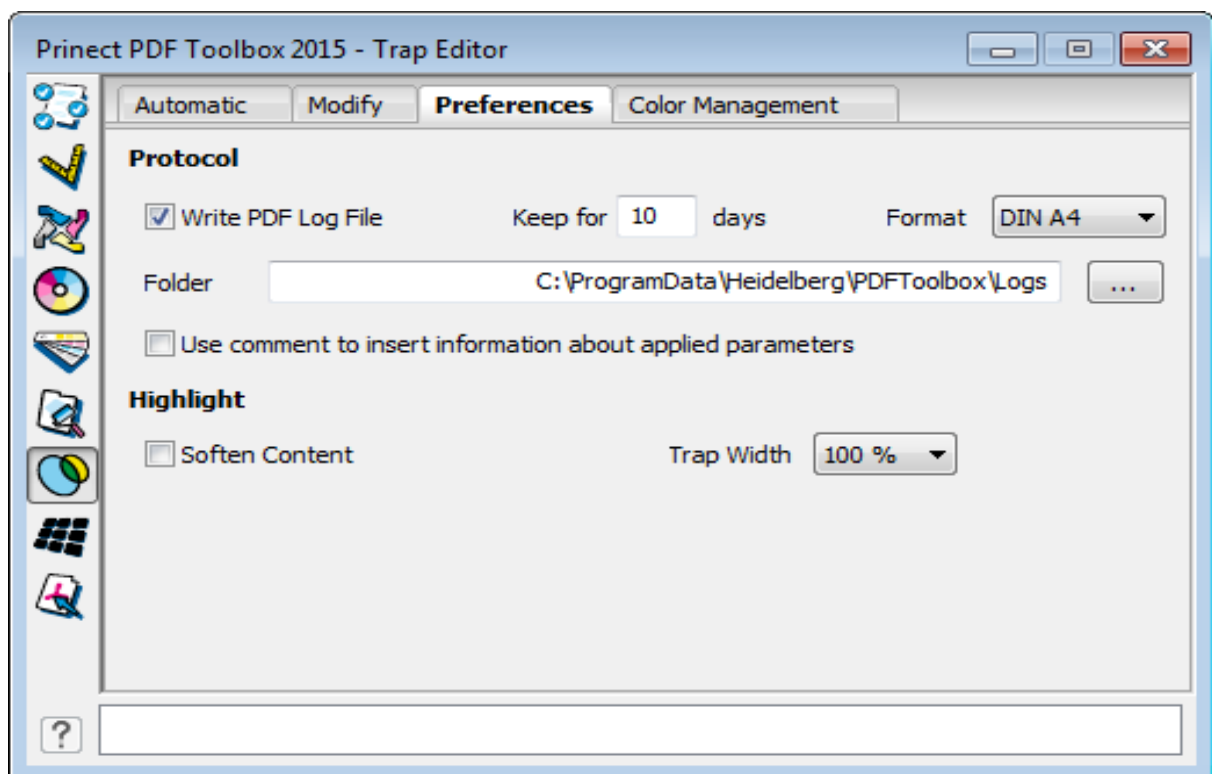 Prinect PDF Toolbox 2015 - Trap Editor
Automatic Modify Preferences Color Management
Protocol
Write PDF Log File Keep for 10 days Format DIN A4
Folder C:\ProgramData\Heidelberg\PDFToolbox\Logs ...
Use comment to insert information about applied parameters
Highlight
Soften Content Trap Width 100 %
?